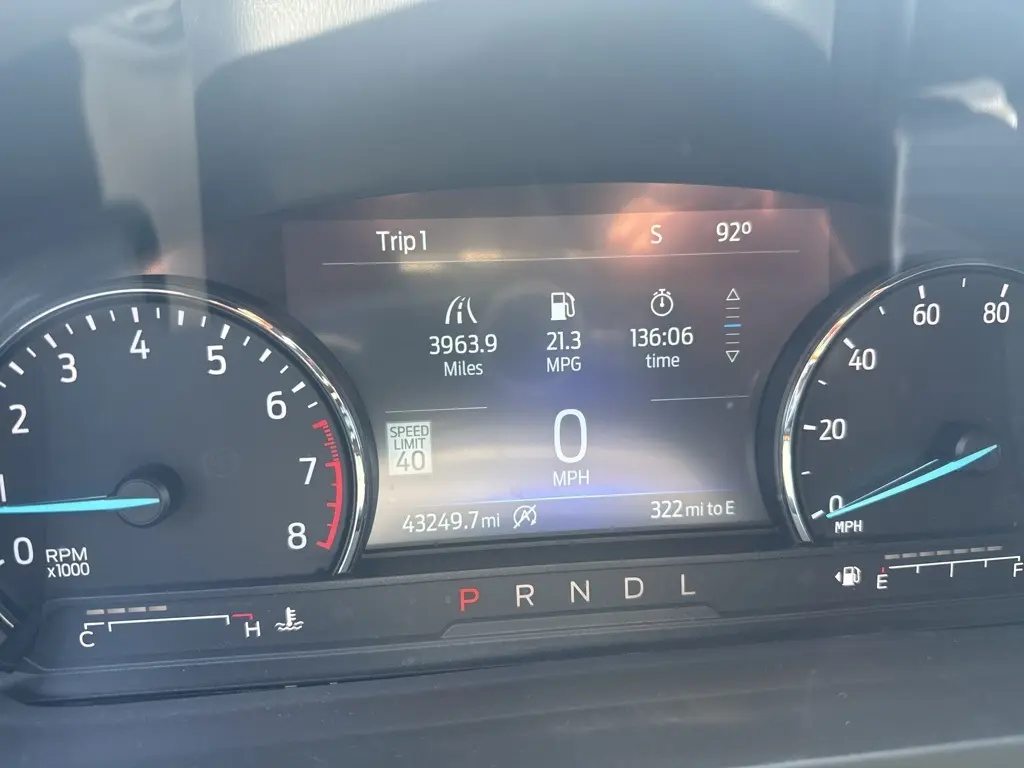 Trip 1 S 92º
3963.9 21.3 136:06
Miles MPG time
SPEED
LIMIT
40
0
MPH
43249.7 mi 322 mi to E
1 2 3 4 5 6 7 8
0 RPM
x1000
0 20 40 60 80
MPH
C H
P R N D L
E F